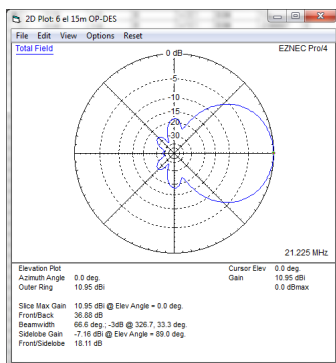 2D Plot: 6 el 15m OP-DES
File Edit View Options Reset
Total Field
EZNEC Pro/4
0 dB
-5
-10
-15
-20
-30
21.225 MHz
Elevation Plot
Azimuth Angle 0.0 deg.
Outer Ring 10.95 dBi
Cursor Elev 0.0 deg.
Gain 10.95 dBi
0.0 dBmax
Slice Max Gain 10.95 dBi @ Elev Angle = 0.0 deg.
Front/Back 36.88 dB
Beamwidth 66.6 deg.; -3dB @ 326.7, 33.3 deg.
Sidelobe Gain -7.16 dBi @ Elev Angle = 89.0 deg.
Front/Sidelobe 18.11 dB